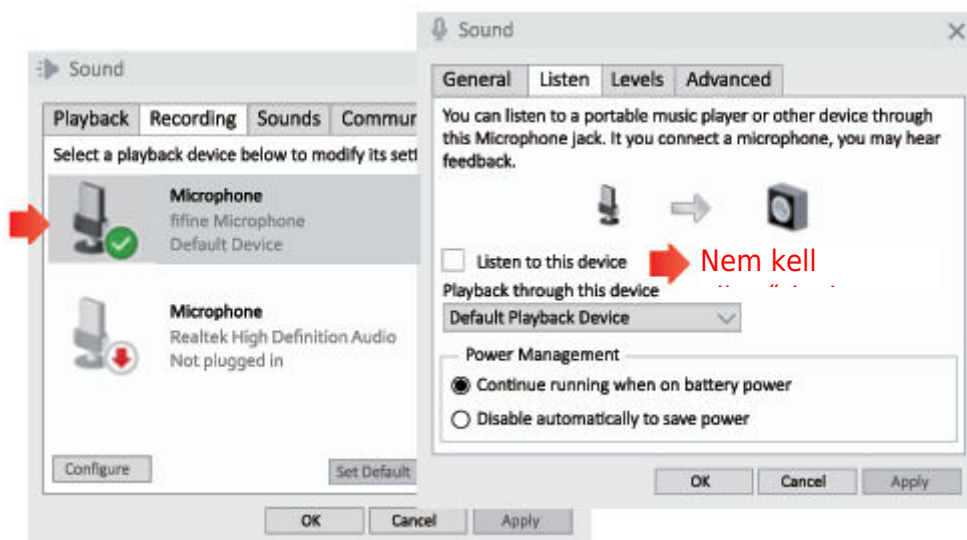 Sound
Playback Recording Sounds Commun
Select a playback device below to modify its sett
Microphone
fifine Microphone
Default Device
Microphone
Realtek High Definition Audio
Not plugged in
Configure
Set Default
OK Cancel Apply
Sound
General Listen Levels Advanced
You can listen to a portable music player or other device through
this Microphone jack. It you connect a microphone, you may hear
feedback.
Listen to this device
Nem kell
Playback through this device
Default Playback Device
Power Management
Continue running when on battery power
Disable automatically to save power
OK Cancel Apply